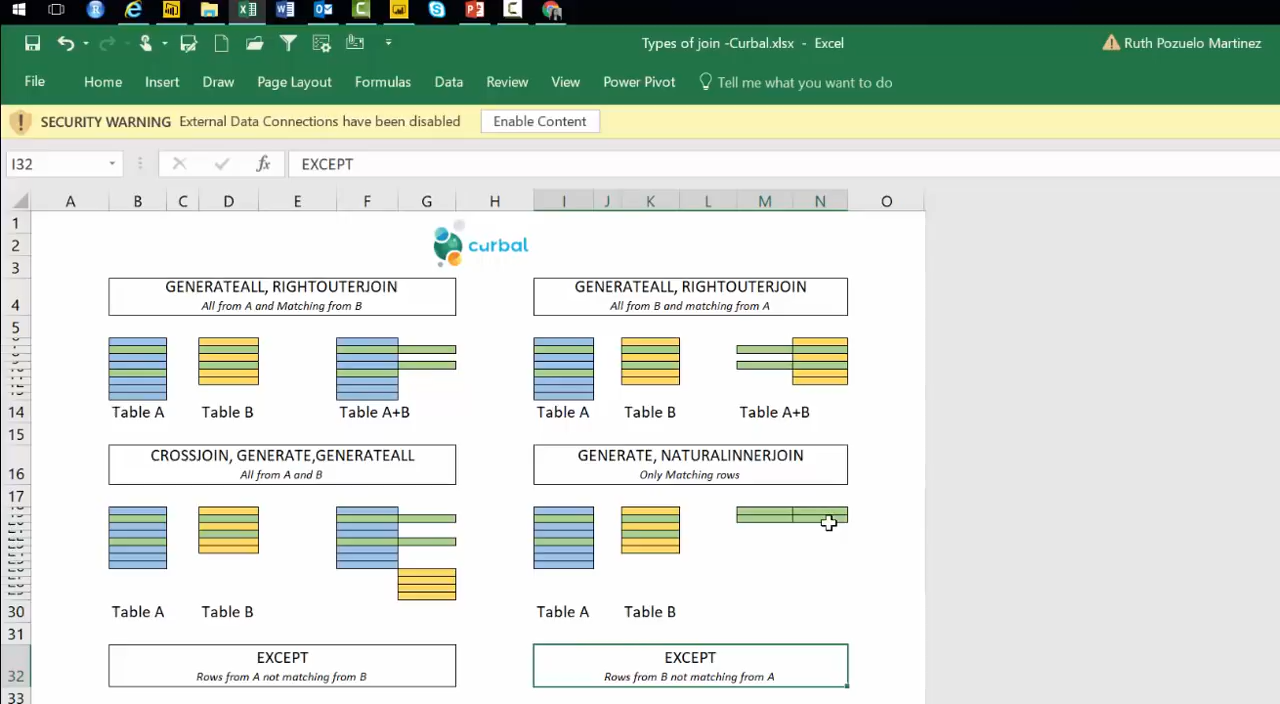 Types of join -Curbal.xlsx - Excel
Ruth Pozuelo Martinez
File Home Insert Draw Page Layout Formulas Data Review View Power Pivot Tell me what you want to do
SECURITY WARNING External Data Connections have been disabled Enable Content
I32 fx EXCEPT
A B C D E F G H I J K L M N O
1
2 curbal
3
GENERATEALL, RIGHTOUTERJOIN GENERATEALL, RIGHTOUTERJOIN
4 All from A and Matching from B All from B and matching from A
5
14 Table A Table B Table A+B Table A Table B Table A+B
15
CROSSJOIN, GENERATE,GENERATEALL GENERATE, NATURALINNERJOIN
16 All from A and B Only Matching rows
17
30 Table A Table B Table A Table B
31
EXCEPT EXCEPT
32 Rows from A not matching from B Rows from B not matching from A
33